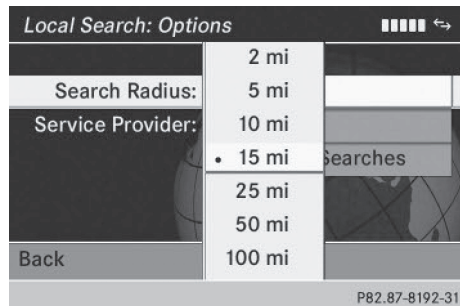 Local Search: Options
2 mi
Search Radius: 5 mi
Service Provider: 10 mi
• 15 mi Searches
25 mi
50 mi
Back 100 mi
P82.87-8192-31